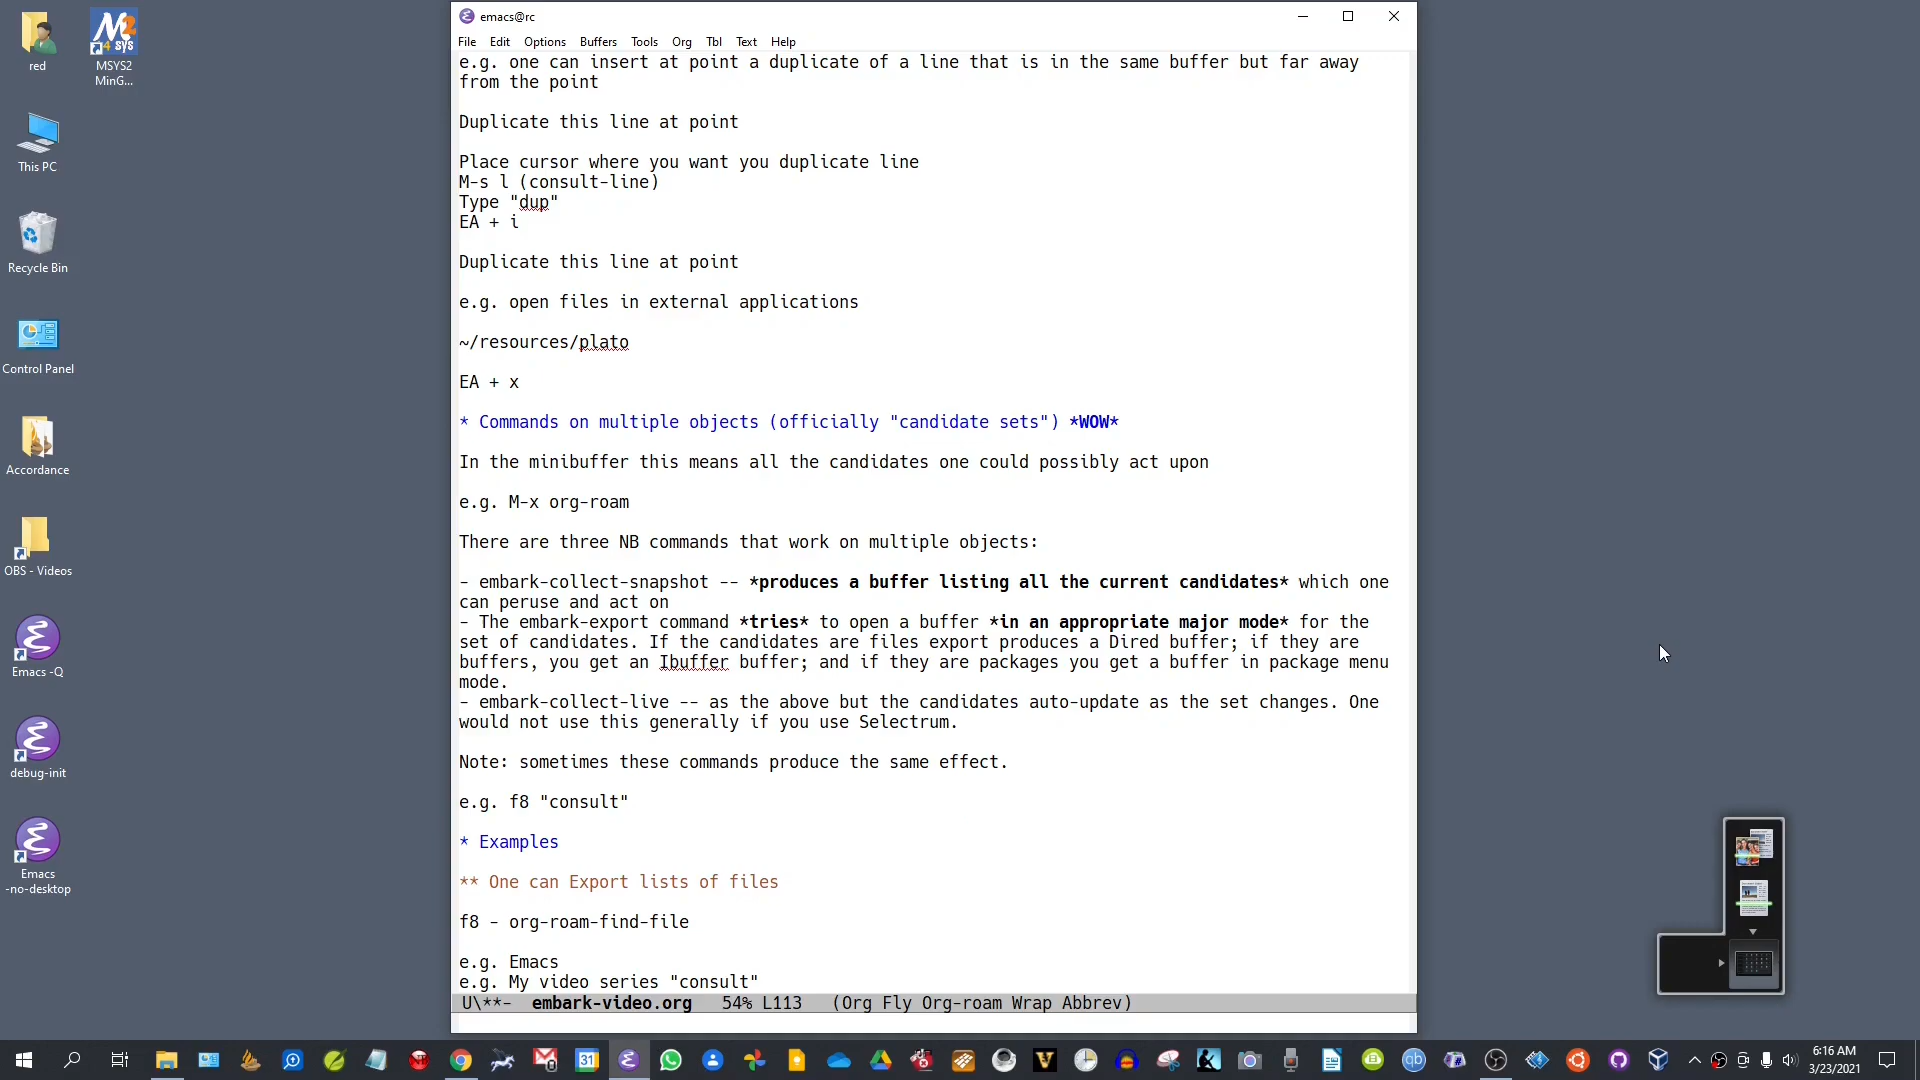 emacs@rc
File Edit Options Buffers Tools Org Tbl Text Help
e.g. one can insert at point a duplicate of a line that is in the same buffer but far away
from the point
Duplicate this line at point
Place cursor where you want you duplicate line
M-s l (consult-line)
Type "dup"
EA + i
Duplicate this line at point
e.g. open files in external applications
~/resources/plato
EA + x
* Commands on multiple objects (officially "candidate sets") *WOW*
In the minibuffer this means all the candidates one could possibly act upon
e.g. M-x org-roam
There are three NB commands that work on multiple objects:
- embark-collect-snapshot -- *produces a buffer listing all the current candidates* which one
can peruse and act on
- The embark-export command *tries* to open a buffer *in an appropriate major mode* for the
set of candidates. If the candidates are files export produces a Dired buffer; if they are
buffers, you get an Ibuffer buffer; and if they are packages you get a buffer in package menu
mode.
- embark-collect-live -- as the above but the candidates auto-update as the set changes. One
would not use this generally if you use Selectrum.
Note: sometimes these commands produce the same effect.
e.g. f8 "consult"
* Examples
** One can Export lists of files
f8 - org-roam-find-file
e.g. Emacs
e.g. My video series "consult"
U\**- embark-video.org 54% L113 (Org Fly Org-roam Wrap Abbrev)
red
MSYS2
MinG...
This PC
Recycle Bin
Control Panel
Accordance
OBS - Videos
Emacs -Q
debug-init
Emacs
-no-desktop
6:16 AM
3/23/2021